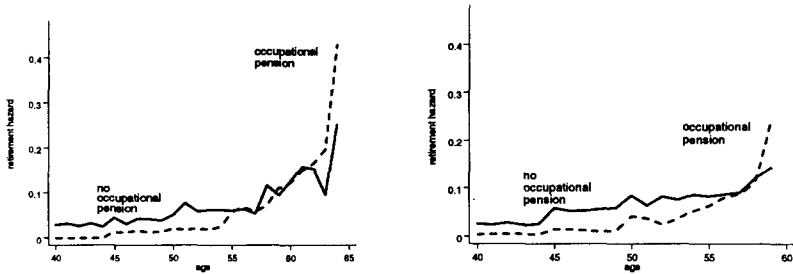 occupational
pension
0.4
0.3
0.2
0.1
0
retirement hazard
no
occupational
pension
40 45 50 55 60 65
age
0.4
0.3
0.2
0.1
0
retirement hazard
occupational
pension
no
occupational
pension
40 45 50 55 60
age